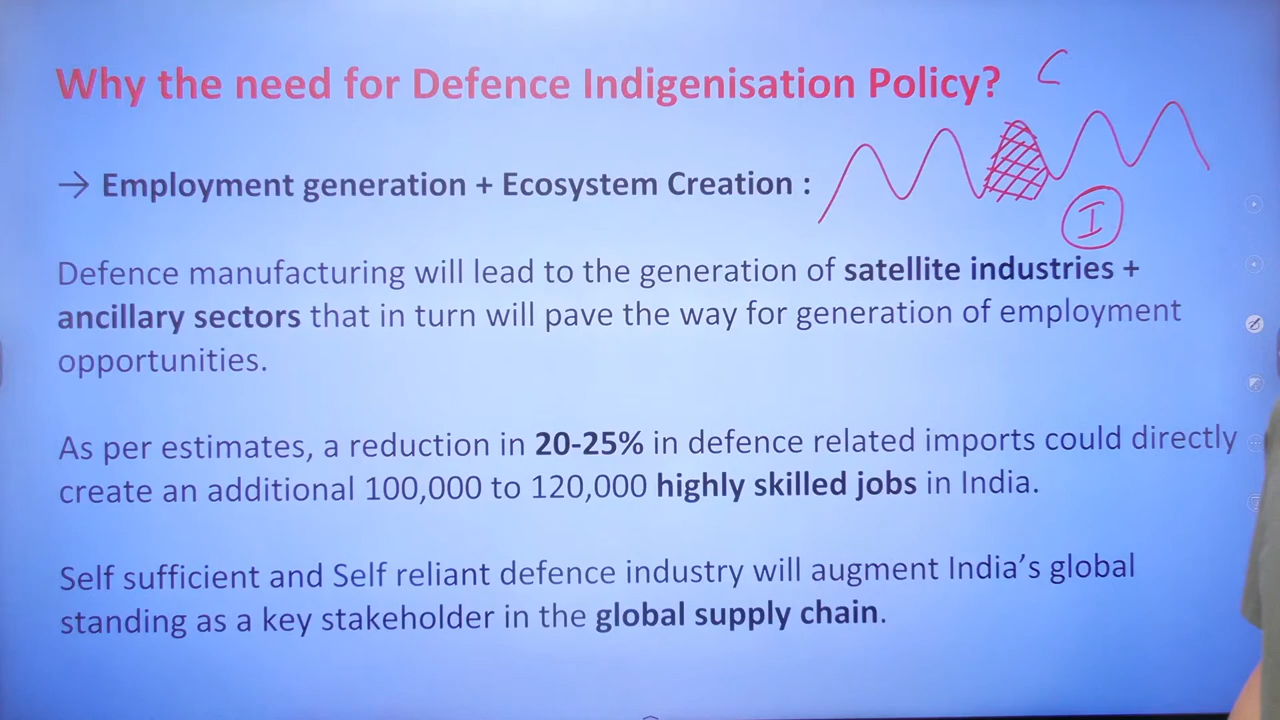 Why the need for Defence Indigenisation Policy? C
→ Employment generation + Ecosystem Creation :
I
Defence manufacturing will lead to the generation of satellite industries +
ancillary sectors that in turn will pave the way for generation of employment
opportunities.
As per estimates, a reduction in 20-25% in defence related imports could directly
create an additional 100,000 to 120,000 highly skilled jobs in India.
Self sufficient and Self reliant defence industry will augment India's global
standing as a key stakeholder in the global supply chain.